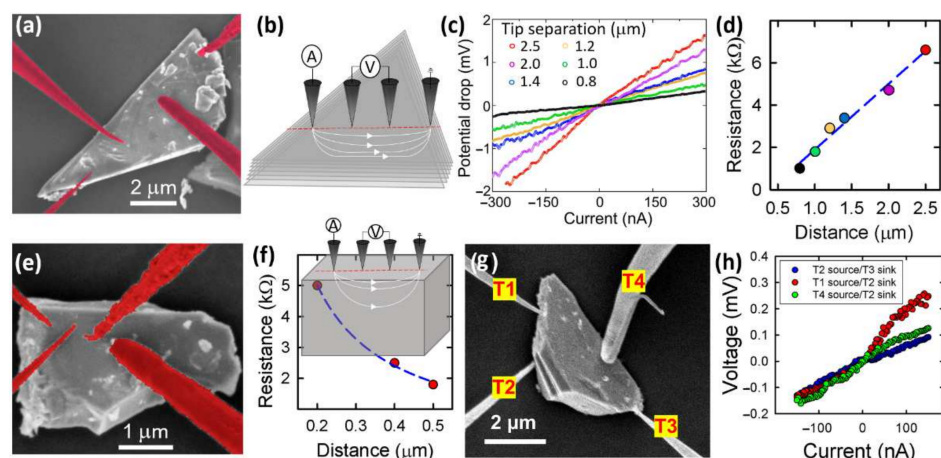 (a)
2 μm
(b)
A
V
(c)
Potential drop (mV)
2
1
0
-1
-2
Tip separation (μm)
2.5 1.2
2.0 1.0
1.4 0.8
-300 -150 0 150 300
Current (nA)
(d)
Resistance (kΩ)
8
6
4
2
0
0.5 1.0 1.5 2.0 2.5
Distance (μm)
(e)
1 μm
(f)
A
V
Resistance (kΩ)
5
2
2
0.2 0.3 0.4 0.5
Distance (μm)
(g)
T1
T4
T2
T3
2 μm
(h)
Voltage (mV)
0.4
0.3
0.2
0.1
0.0
-0.1
-0.2
T2 source/T3 sink
T1 source/T2 sink
T4 source/T2 sink
-100 0 100
Current (nA)